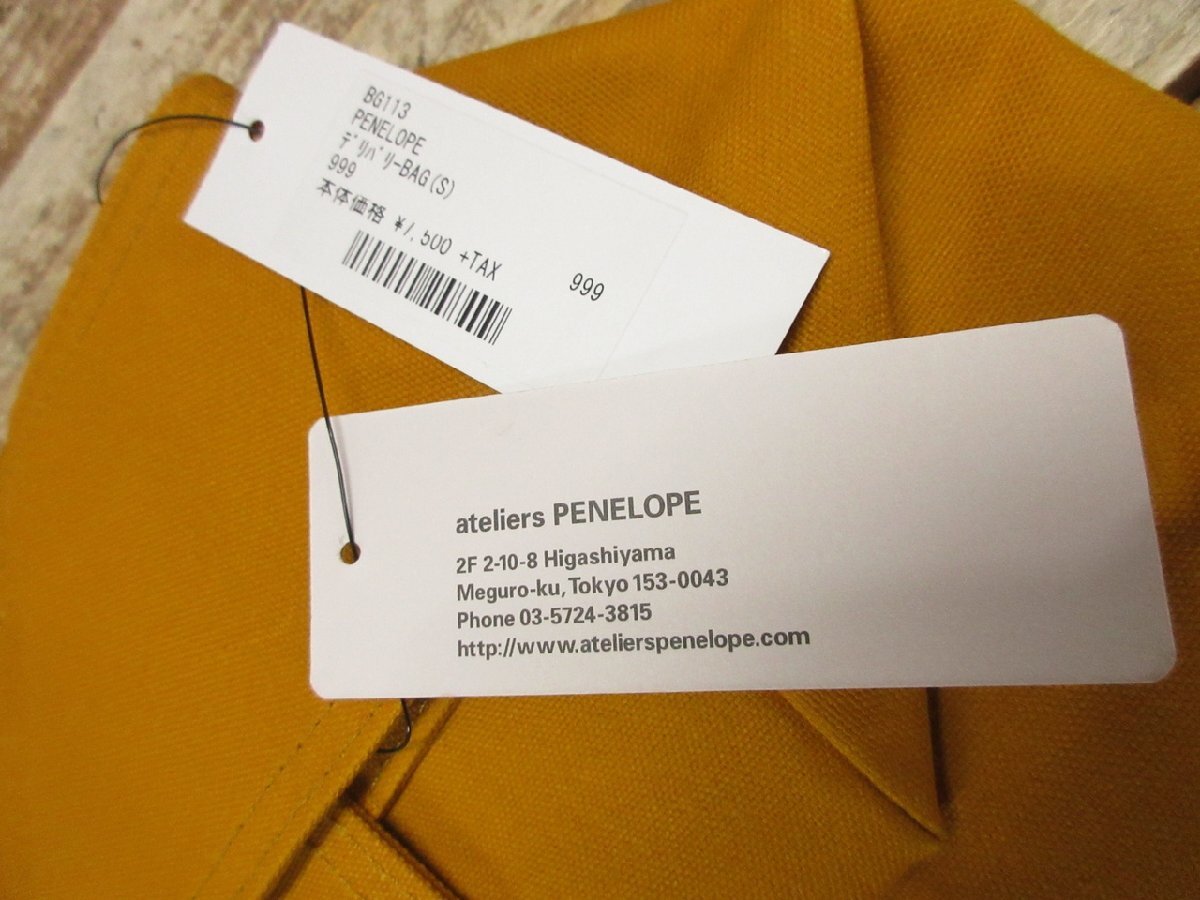 BG113
PENELOPE
ﾃﾞﾘﾊﾞﾘｰBAG(S)
999
本体価格 ¥7,500 +TAX
999
ateliers PENELOPE
2F 2-10-8 Higashiyama
Meguro-ku, Tokyo 153-0043
Phone 03-5724-3815
http://www.atelierspenelope.com